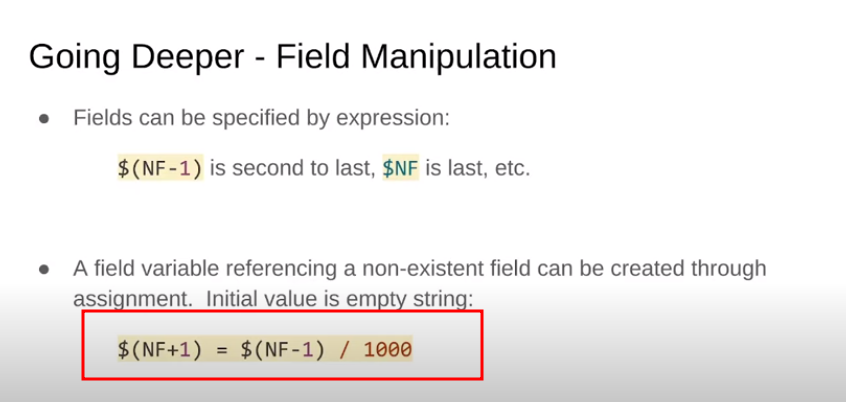 Going Deeper - Field Manipulation
● Fields can be specified by expression:
$(NF-1) is second to last, $NF is last, etc.
● A field variable referencing a non-existent field can be created through
assignment. Initial value is empty string:
$(NF+1) = $(NF-1) / 1000